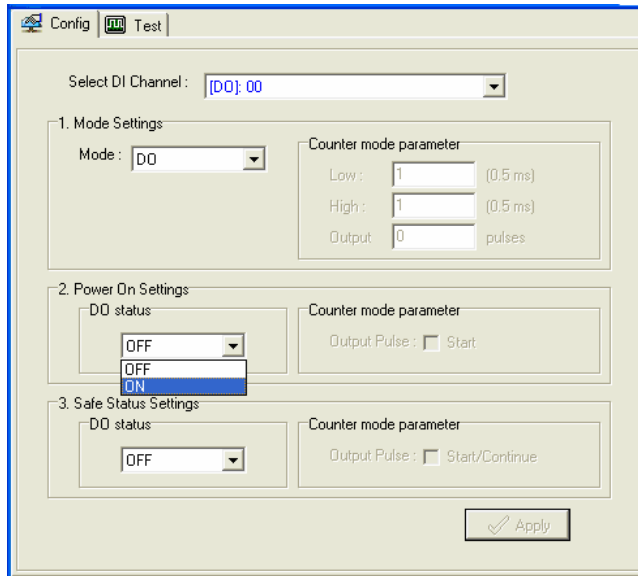 Config
Test
Select DI Channel :
[DO]: 00
1. Mode Settings
Mode :
DO
Counter mode parameter
Low :
1
(0.5 ms)
High :
1
(0.5 ms)
Output
0
pulses
2. Power On Settings
DO status
OFF
OFF
ON
Counter mode parameter
Output Pulse :
Start
3. Safe Status Settings
DO status
OFF
Counter mode parameter
Output Pulse :
Start/Continue
Apply